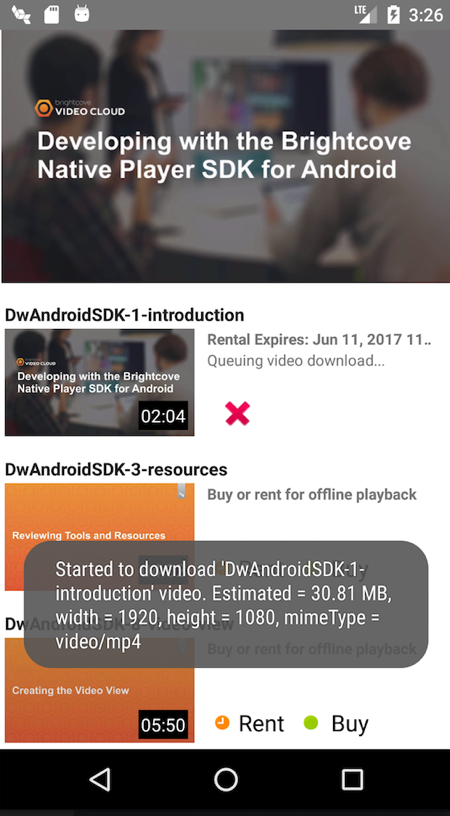 LTE 3:26
brightcove
VIDEO CLOUD
Developing with the Brightcove
Native Player SDK for Android
DwAndroidSDK-1-introduction
Rental Expires: Jun 11, 2017 11..
Queuing video download...
brightcove
VIDEO CLOUD
Developing with the Brightcove
Native Player SDK for Android
02:04
DwAndroidSDK-3-resources
Buy or rent for offline playback
Reviewing Tools and Resources
Started to download 'DwAndroidSDK-1-
introduction' video. Estimated = 30.81 MB,
width = 1920, height = 1080, mimeType =
video/mp4
Buy or rent for offline playback
Creating the Video View
05:50
Rent
Buy